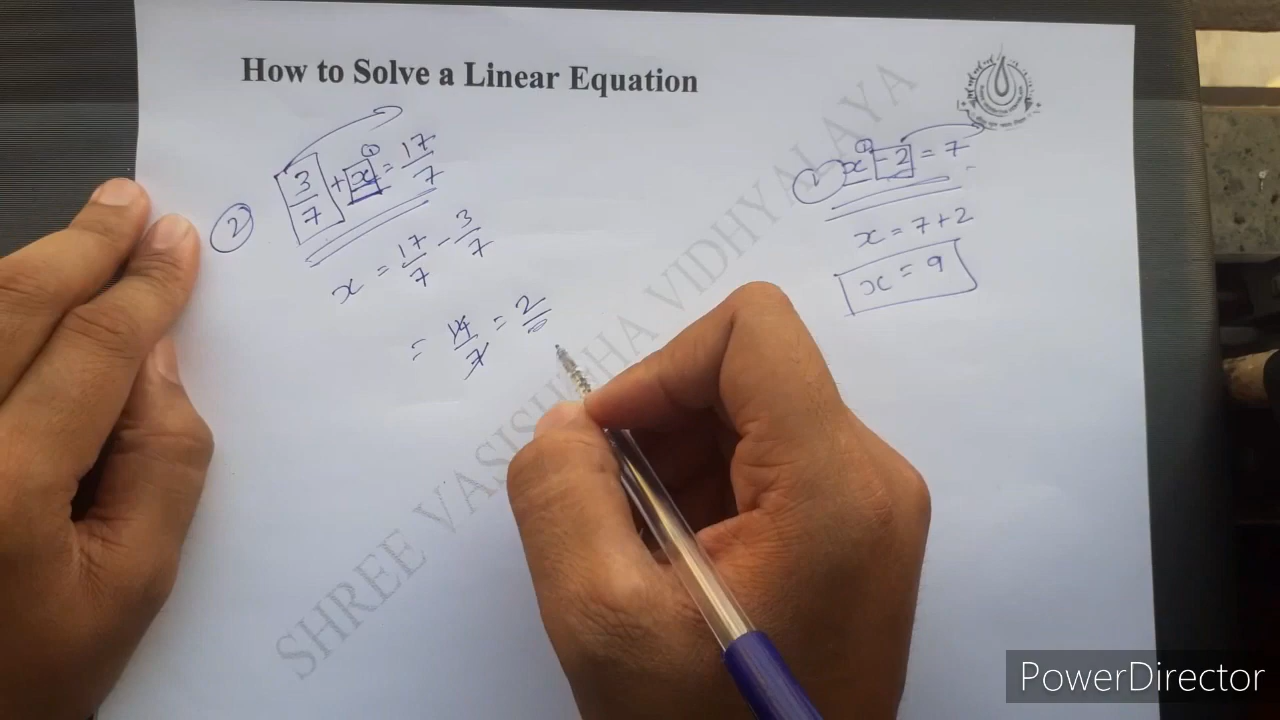 How to Solve a Linear Equation
② 3/7 + x = 17/7
x = 17/7 - 3/7
= 14/7 = 2
① x - 2 = 7
x = 7 + 2
x = 9
SHREE VASISHTHA VIDHYALAYA
PowerDirector